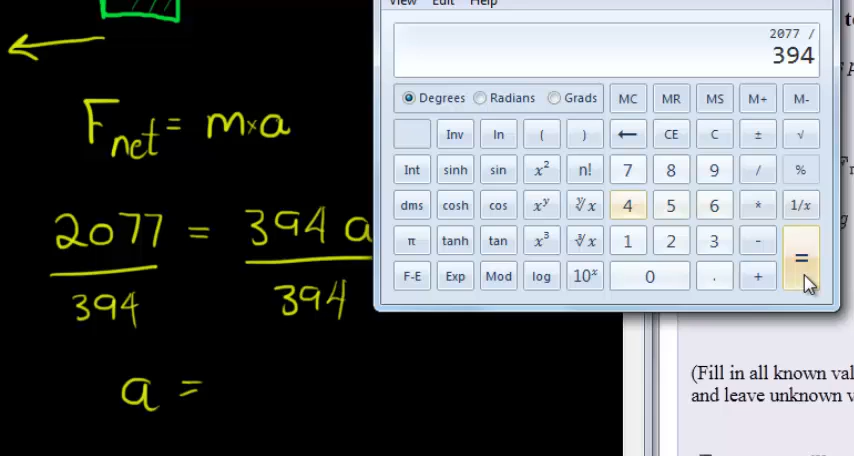 View Edit Help
2077 /
394
Degrees Radians Grads MC MR MS M+ M-
Inv ln ( ) ← CE C ± √
Int sinh sin x² n! 7 8 9 / %
dms cosh cos xʸ ʸ√x 4 5 6 * 1/x
π tanh tan x³ ³√x 1 2 3 - =
F-E Exp Mod log 10ˣ 0 . +
Fnet = m×a
2077 = 394 a
394 394
a =
(Fill in all known val
and leave unknown v